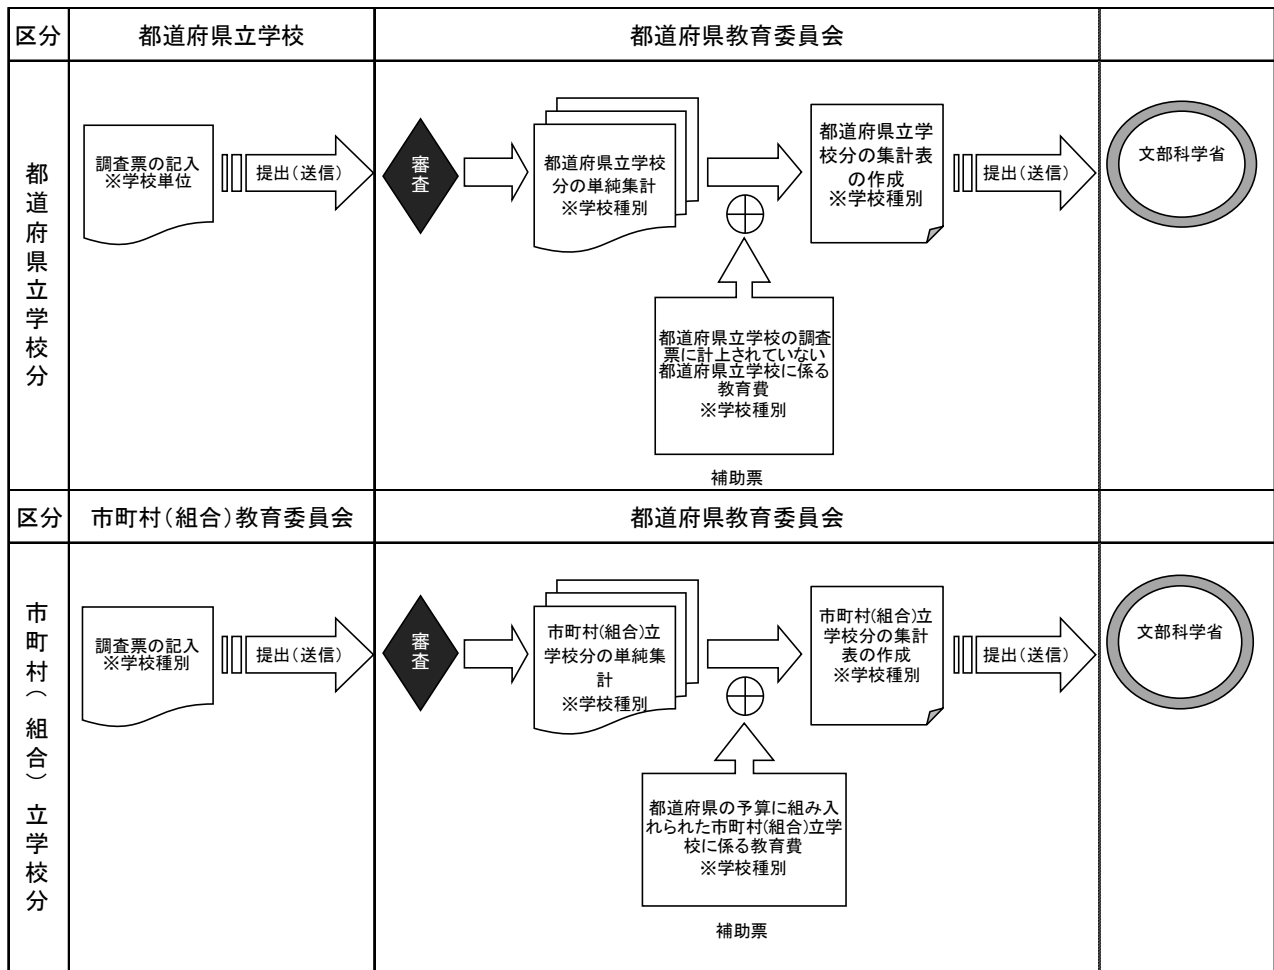 区分
都道府県立学校
都道府県教育委員会
都道府県立学校分
調査票の記入
※学校単位
提出(送信)
審査
都道府県立学校
分の単純集計
※学校種別
都道府県立学
校分の集計表
の作成
※学校種別
提出(送信)
文部科学省
都道府県立学校の調査
票に計上されていない
都道府県立学校に係る
教育費
※学校種別
補助票
区分
市町村(組合)教育委員会
都道府県教育委員会
市町村(組合)立学校分
調査票の記入
※学校種別
提出(送信)
審査
市町村(組合)立
学校分の単純集
計
※学校種別
市町村(組合)立
学校分の集計
表の作成
※学校種別
提出(送信)
文部科学省
都道府県の予算に組み入
れられた市町村(組合)立学
校に係る教育費
※学校種別
補助票